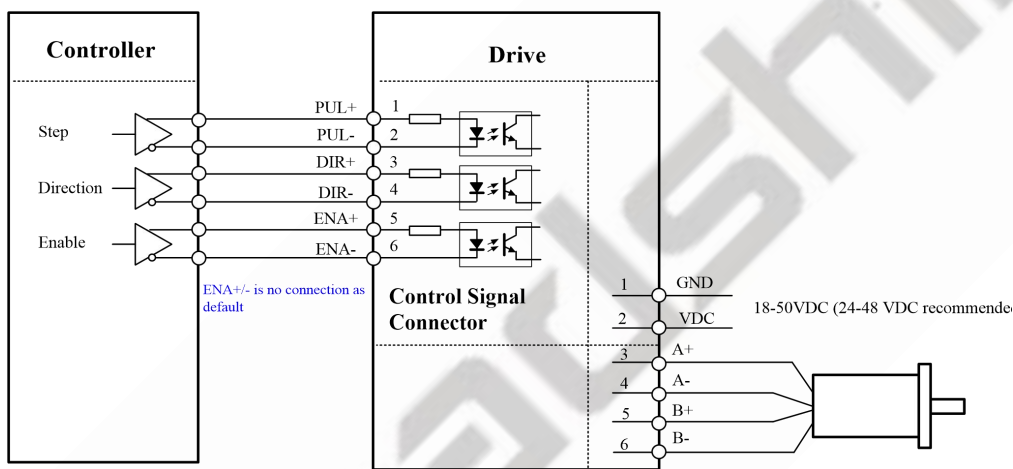 Controller
Drive
Step
Direction
Enable
PUL+
1
PUL-
2
DIR+
3
DIR-
4
ENA+
5
ENA-
6
ENA+/- is no connection as
default
Control Signal
Connector
1
GND
2
VDC
18-50VDC (24-48 VDC recommende
3
A+
4
A-
5
B+
6
B-